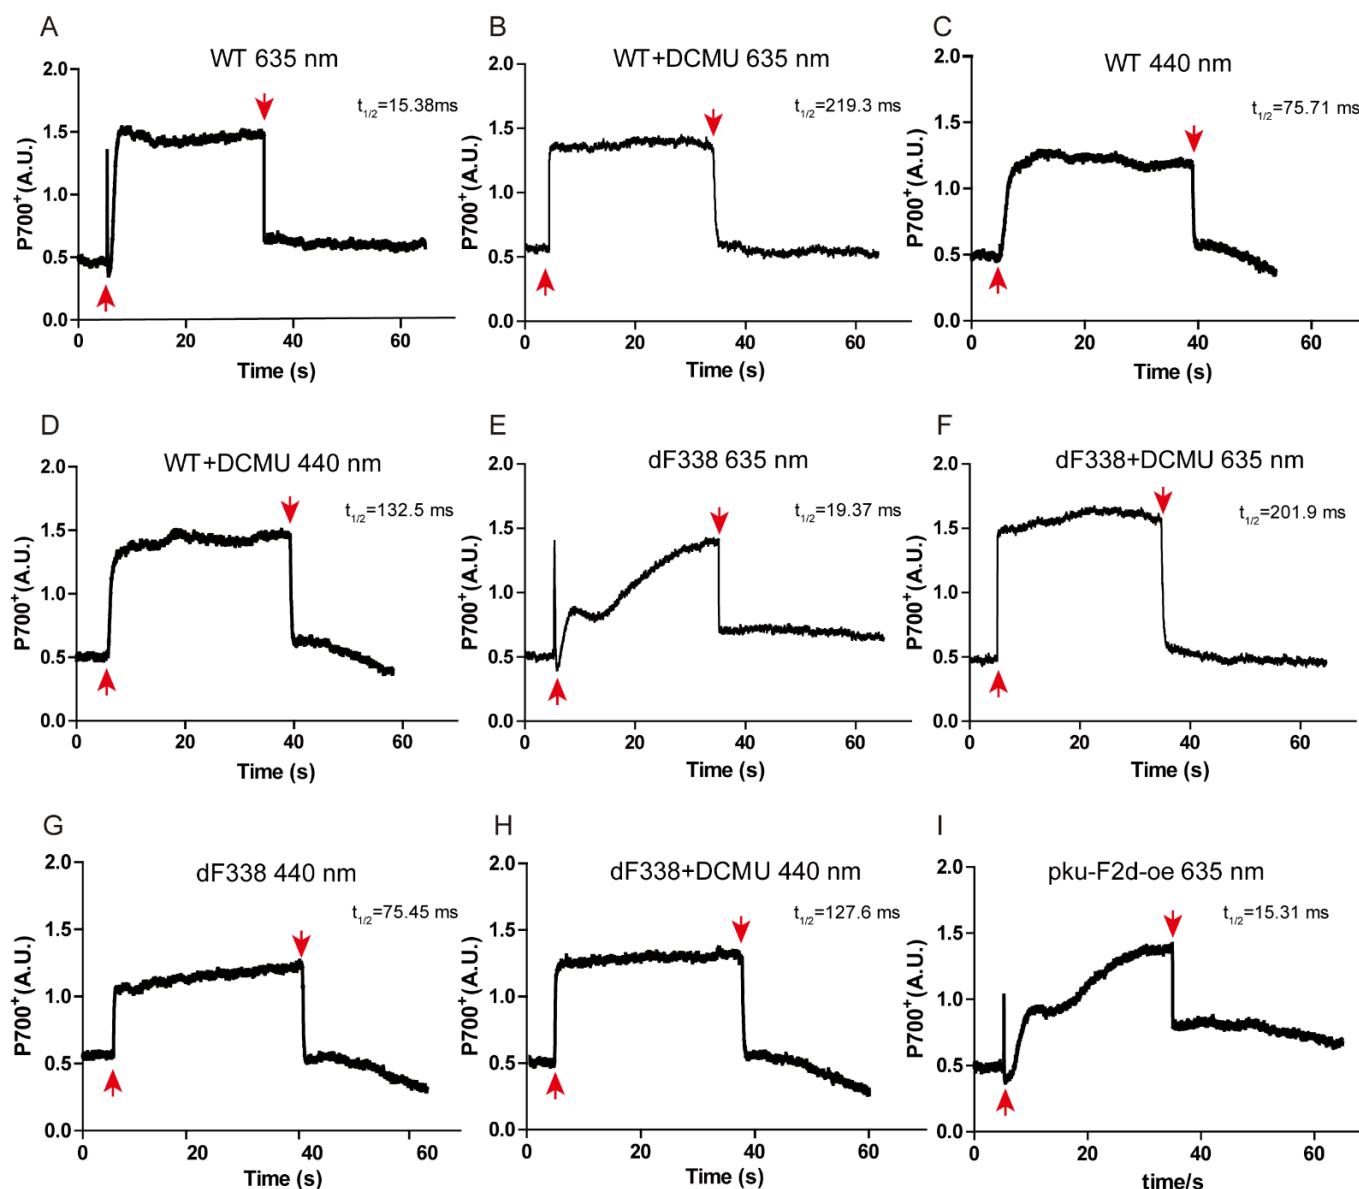 A
WT 635 nm
t1/2=15.38ms
P700+(A.U.)
2.0
1.5
1.0
0.5
0.0
0
20
40
60
Time (s)
B
WT+DCMU 635 nm
t1/2=219.3 ms
P700+(A.U.)
2.0
1.5
1.0
0.5
0.0
0
20
40
60
Time (s)
C
WT 440 nm
t1/2=75.71 ms
P700+(A.U.)
2.0
1.5
1.0
0.5
0.0
0
20
40
60
Time (s)
D
WT+DCMU 440 nm
t1/2=132.5 ms
P700+(A.U.)
2.0
1.5
1.0
0.5
0.0
0
20
40
60
Time (s)
E
dF338 635 nm
t1/2=19.37 ms
P700+(A.U.)
2.0
1.5
1.0
0.5
0.0
0
20
40
60
Time (s)
F
dF338+DCMU 635 nm
t1/2=201.9 ms
P700+(A.U.)
2.0
1.5
1.0
0.5
0.0
0
20
40
60
Time (s)
G
dF338 440 nm
t1/2=75.45 ms
P700+(A.U.)
2.0
1.5
1.0
0.5
0.0
0
20
40
60
Time (s)
H
dF338+DCMU 440 nm
t1/2=127.6 ms
P700+(A.U.)
2.0
1.5
1.0
0.5
0.0
0
20
40
60
Time (s)
I
pku-F2d-oe 635 nm
t1/2=15.31 ms
P700+(A.U.)
2.0
1.5
1.0
0.5
0.0
0
20
40
60
time/s